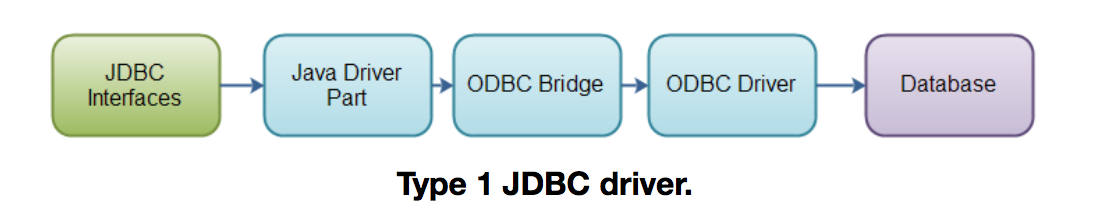 JDBC
Interfaces
Java Driver
Part
ODBC Bridge
ODBC Driver
Database
Type 1 JDBC driver.